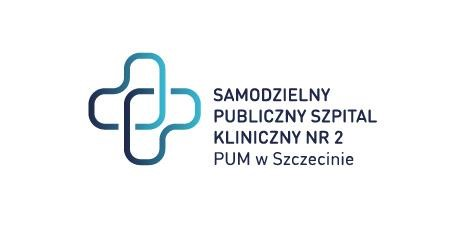 SAMODZIELNY
PUBLICZNY SZPITAL
KLINICZNY NR 2
PUM w Szczecinie